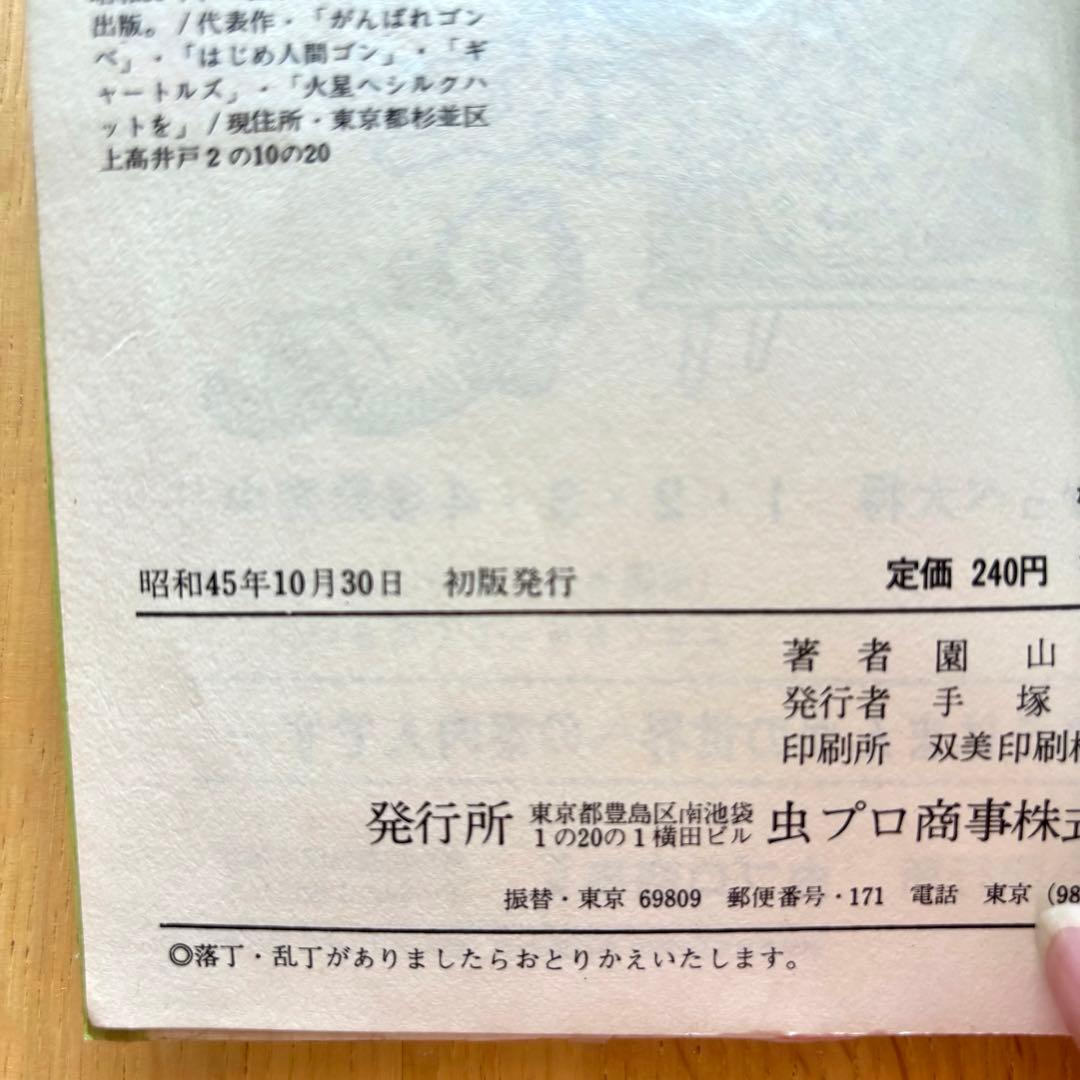 出版。/代表作・「がんばれゴン
べ」・「はじめ人間ゴン」・「ギ
ャートルズ」・「火星へシルクハ
ットを」/現住所・東京都杉並区
上高井戸2の10の20
昭和45年10月30日 初版発行 定価 240円
著者 園山
発行者 手塚
印刷所 双美印刷
発行所 東京都豊島区南池袋
1の20の1横田ビル 虫プロ商事株式
振替・東京 69809 郵便番号・171 電話 東京 (98
◎落丁・乱丁がありましたらおとりかえいたします。